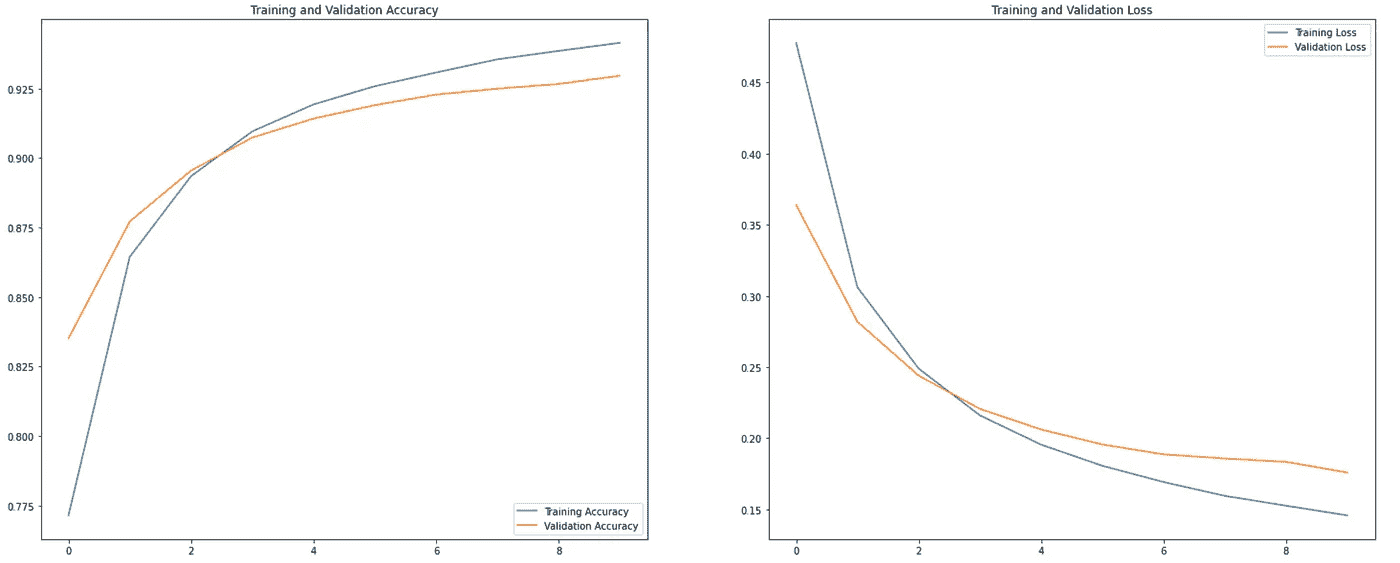 Training and Validation Accuracy
0.925
0.900
0.875
0.850
0.825
0.800
0.775
0 2 4 6 8
Training Accuracy
Validation Accuracy
Training and Validation Loss
0.45
0.40
0.35
0.30
0.25
0.20
0.15
0 2 4 6 8
Training Loss
Validation Loss